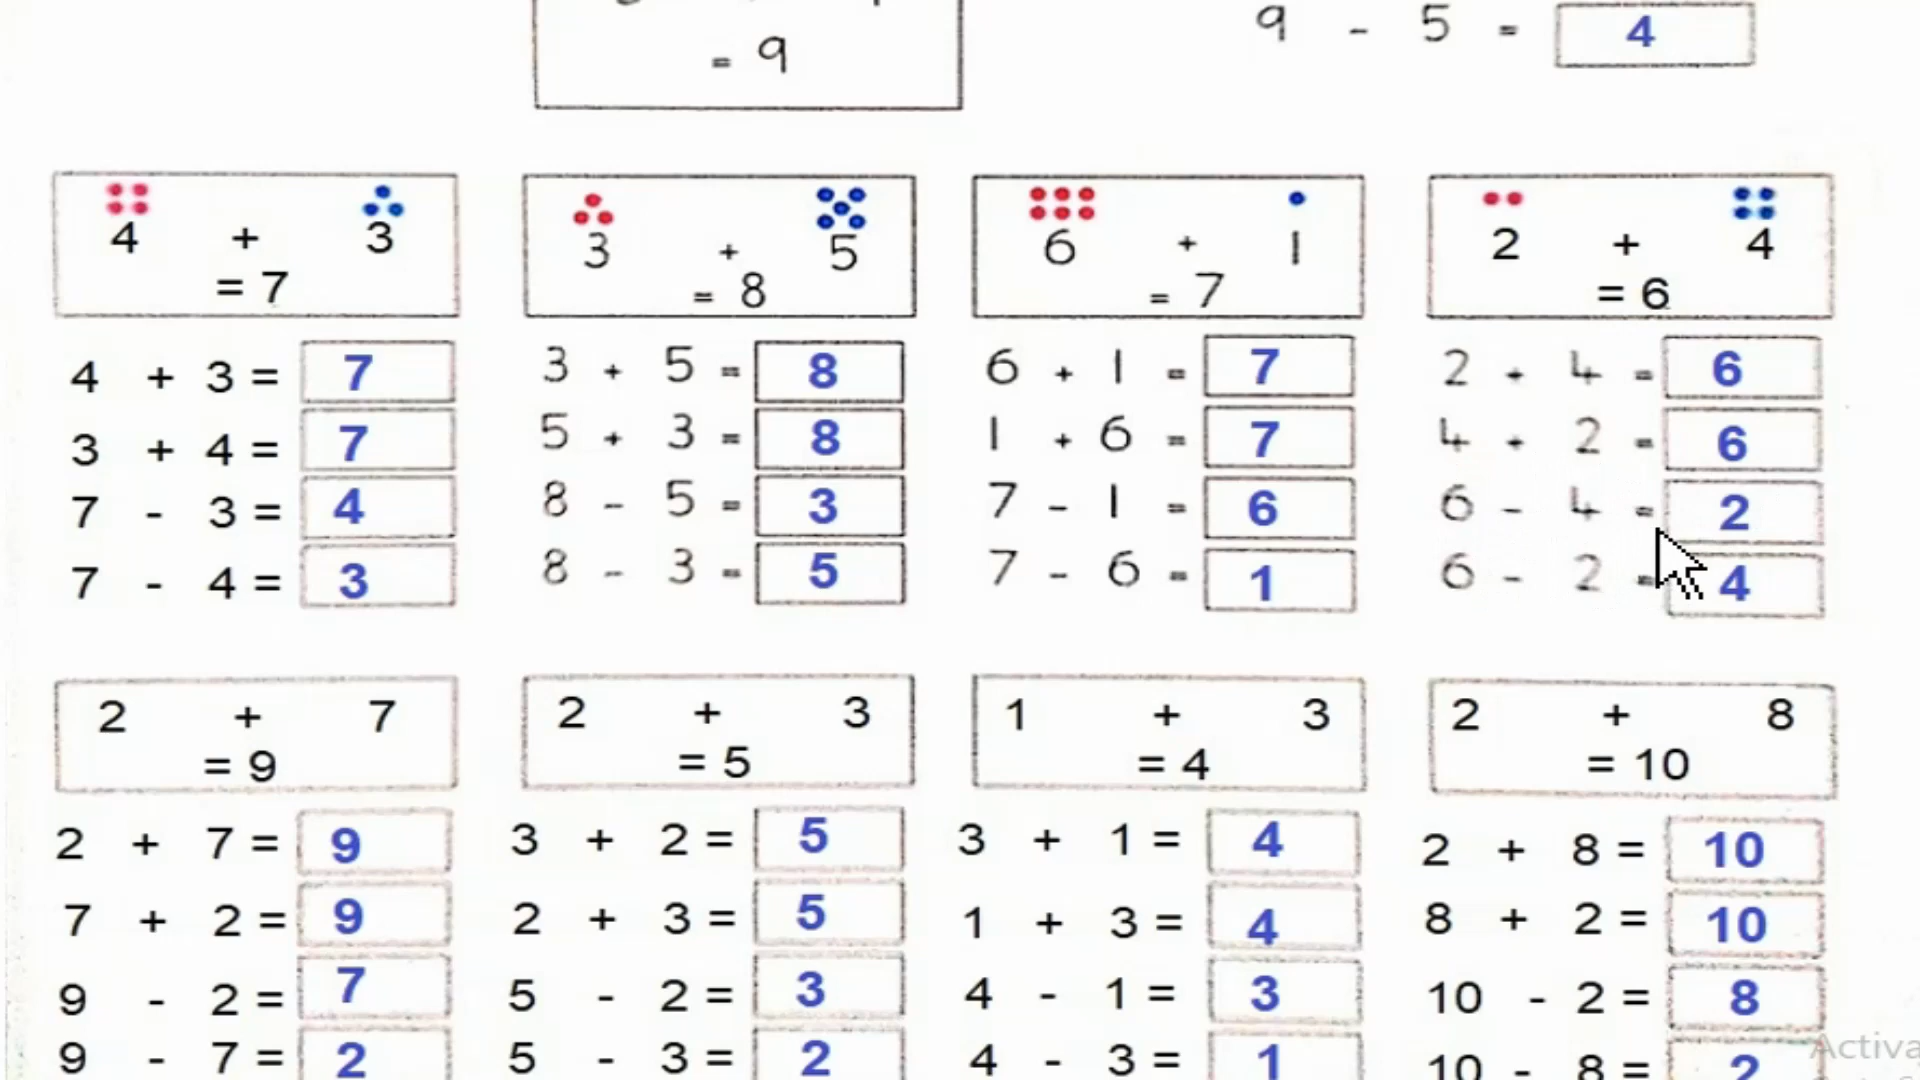 = 9
9 - 5 = 4
4 + 3
= 7
3 + 5
= 8
6 + 1
= 7
2 + 4
= 6
4 + 3 = 7
3 + 4 = 7
7 - 3 = 4
7 - 4 = 3
3 + 5 = 8
5 + 3 = 8
8 - 5 = 3
8 - 3 = 5
6 + 1 = 7
1 + 6 = 7
7 - 1 = 6
7 - 6 = 1
2 + 4 = 6
4 + 2 = 6
6 - 4 = 2
6 - 2 = 4
2 + 7
= 9
2 + 3
= 5
1 + 3
= 4
2 + 8
= 10
2 + 7 = 9
7 + 2 = 9
9 - 2 = 7
9 - 7 = 2
3 + 2 = 5
2 + 3 = 5
5 - 2 = 3
5 - 3 = 2
3 + 1 = 4
1 + 3 = 4
4 - 1 = 3
4 - 3 = 1
2 + 8 = 10
8 + 2 = 10
10 - 2 = 8
10 - 8 = 2
Activa